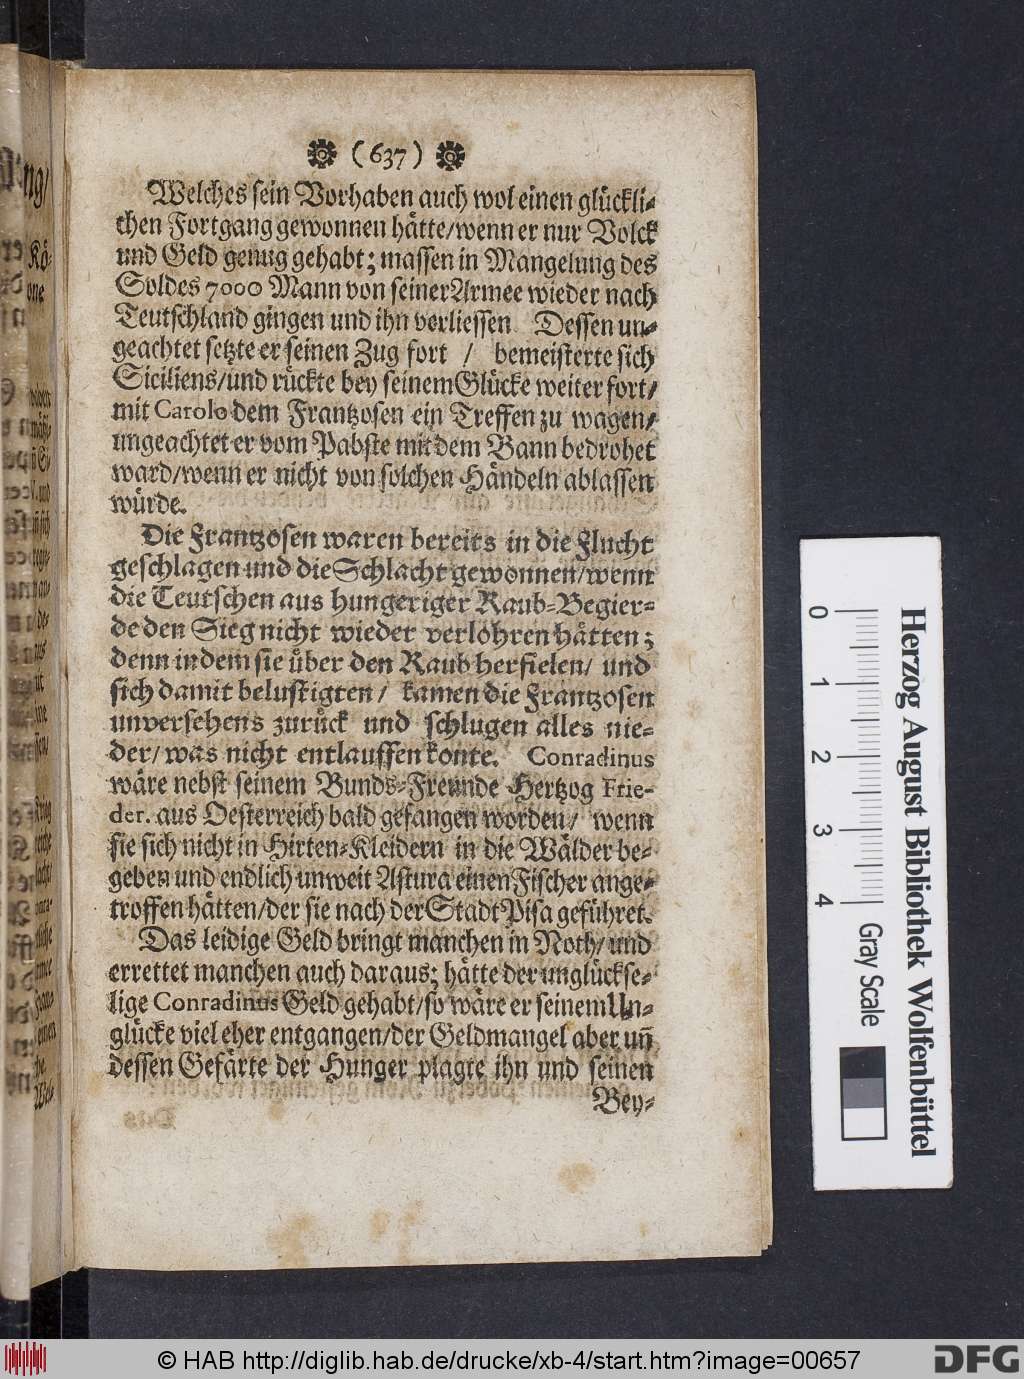 (637)
Welches sein Vorhaben auch wol einen glückli-
chen Fortgang gewonnen hätte/wenn er nur Volck
und Geld genug gehabt; massen in Mangelung des
Soldes 7000 Mann von seiner Armee wieder nach
Teutschland gingen und ihn verliessen Dessen un-
geachtet setzte er seinen Zug fort / bemeisterte sich
Siciliens/und rückte bey seinem Glücke weiter fort/
mit Carolo dem Frantzosen ein Treffen zu wagen/
ungeachtet er vom Pabste mit dem Bann bedrohet
ward/wenn er nicht von solchen Händeln ablassen
würde.
Die Frantzosen waren bereits in die Flucht
geschlagen und die Schlacht gewonnen/wenn
die Teutschen aus hungeriger Raub-Begier-
de den Sieg nicht wieder verlohren hätten;
denn indem sie über den Raub herfielen/ und
sich damit belustigten/ kamen die Frantzosen
unversehens zurück und schlugen alles nie-
der/was nicht entlauffen konte. Conradinus
wäre nebst seinem Bunds-Freunde Hertzog Frie-
der. aus Oesterreich bald gefangen worden/ wenn
sie sich nicht in Hirten-Kleidern in die Wälder be-
geben und endlich unweit Astura einen Fischer ange-
troffen hätten/der sie nach der Stadt Pisa geführet.
Das leidige Geld bringt manchen in Noth/ und
errettet manchen auch daraus; hätte der unglückse-
lige Conradinus Geld gehabt/so wäre er seinem Un-
glücke viel eher entgangen/der Geldmangel aber uñ
dessen Gefärte der Hunger plagte ihn und seinen
Bey-
Herzog August Bibliothek Wolfenbüttel
0 1 2 3 4 Gray Scale
© HAB http://diglib.hab.de/drucke/xb-4/start.htm?image=00657
DFG